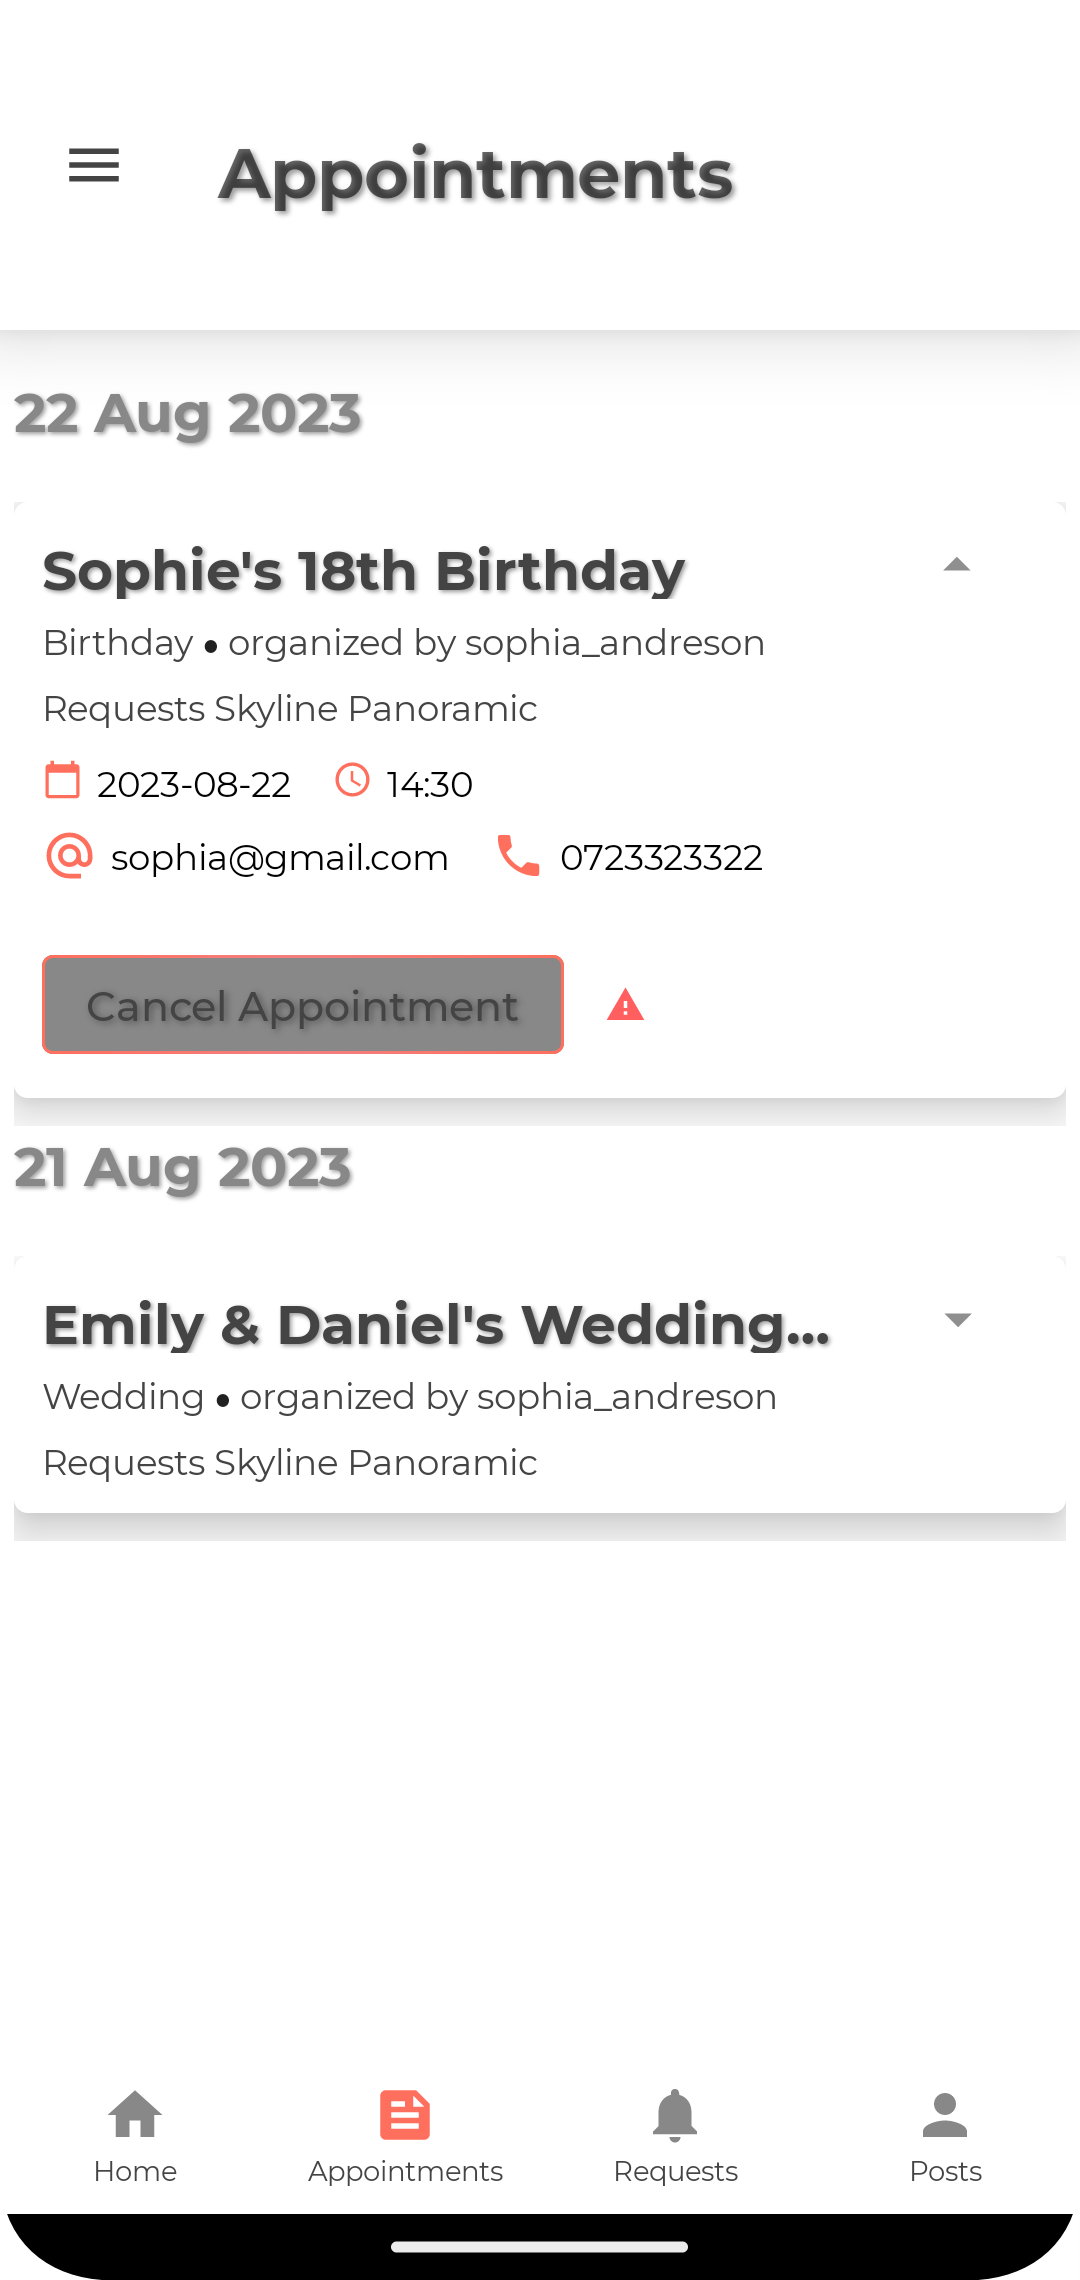 Appointments
22 Aug 2023
Sophie's 18th Birthday
Birthday ● organized by sophia_andreson
Requests Skyline Panoramic
2023-08-22 14:30
sophia@gmail.com 0723323322
Cancel Appointment
21 Aug 2023
Emily & Daniel's Wedding...
Wedding ● organized by sophia_andreson
Requests Skyline Panoramic
Home Appointments Requests Posts